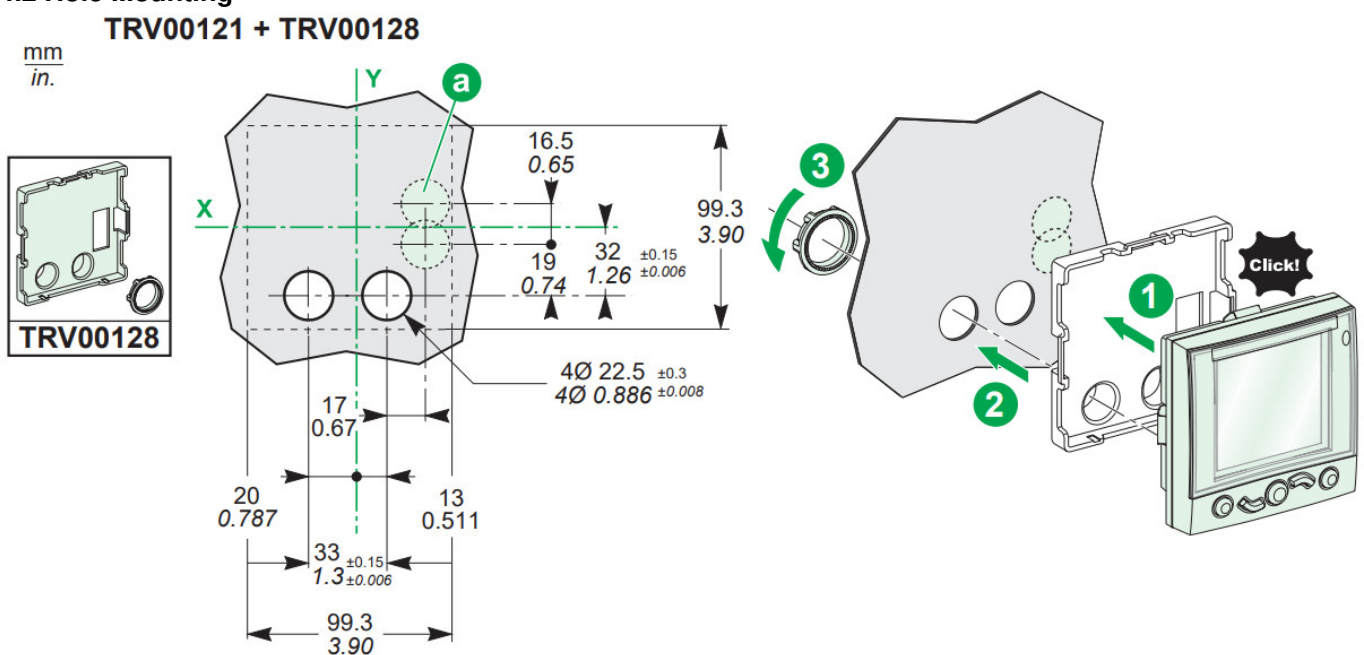 TRV00121 + TRV00128
mm
in.
Y
a
X
16.5
0.65
99.3
3.90
32 ±0.15
1.26 ±0.006
19
0.74
4Ø 22.5 ±0.3
4Ø 0.886 ±0.008
17
0.67
20
0.787
13
0.511
33 ±0.15
1.3 ±0.006
99.3
3.90
TRV00128
3
Click!
1
2